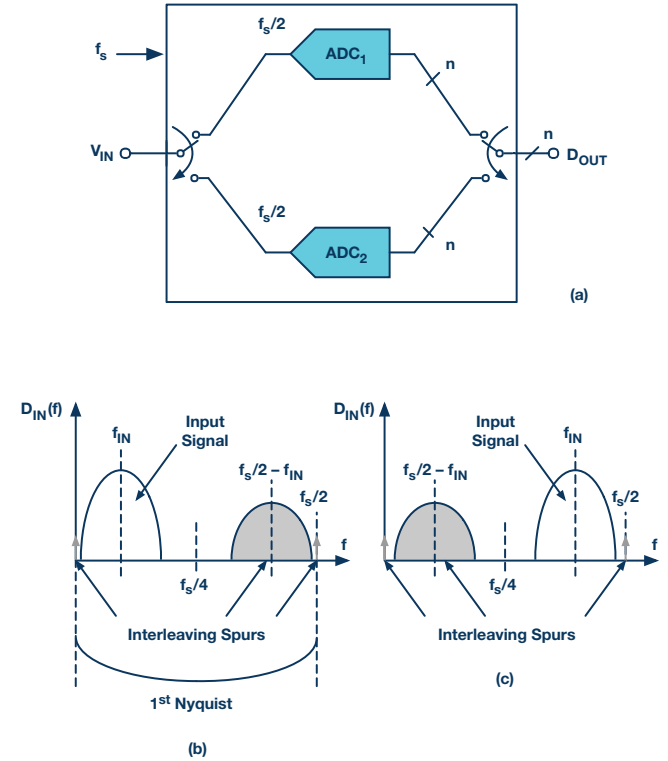 fs/2
fs
ADC1
n
n
VIN
DOUT
fs/2
ADC2
n
(a)
DIN(f)
fIN
Input
Signal
fs/2 – fIN
fs/2
f
fs/4
Interleaving Spurs
1st Nyquist
(b)
DIN(f)
fs/2 – fIN
Input
Signal
fIN
fs/2
f
fs/4
Interleaving Spurs
(c)